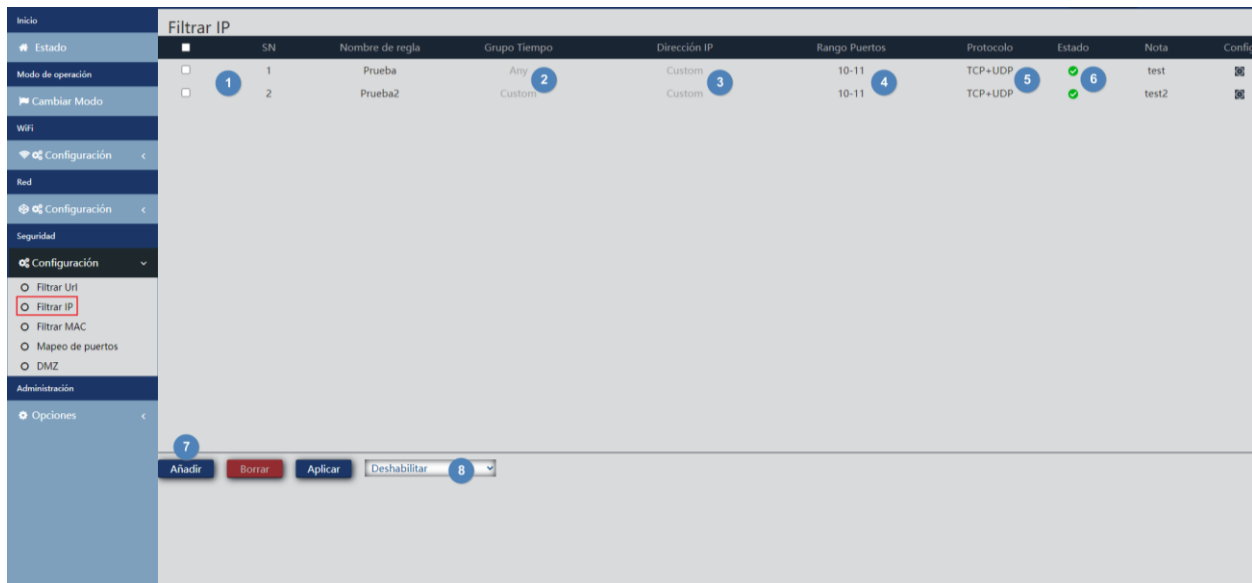 Inicio
Estado
Modo de operación
Cambiar Modo
WiFi
Configuración
Red
Configuración
Seguridad
Configuración
Filtrar Url
Filtrar IP
Filtrar MAC
Mapeo de puertos
DMZ
Administración
Opciones
Filtrar IP
SN Nombre de regla Grupo Tiempo Dirección IP Rango Puertos Protocolo Estado Nota Config
1 Prueba Any Custom 10-11 TCP+UDP test
2 Prueba2 Custom Custom 10-11 TCP+UDP test2
1 2 3 4 5 6
7
Añadir Borrar Aplicar Deshabilitar 8